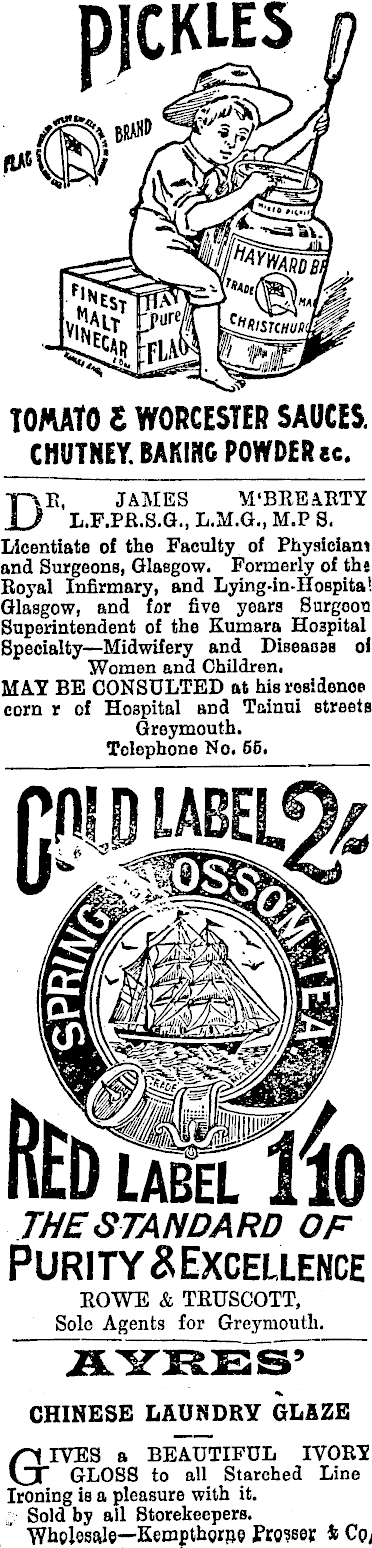 PICKLES
FLAG BRAND
MIXED PICKL
HAYWARD B
TRADE MA
CHRISTCHUR
FINEST
MALT
VINEGAR
HAY
Pure
FLAG
TOMATO & WORCESTER SAUCES.
CHUTNEY. BAKING POWDER &c.
DR, JAMES M'BREARTY
L.F.PR.S.G., L.M.G., M.P S.
Licentiate of the Faculty of Physicians
and Surgeons, Glasgow. Formerly of the
Royal Infirmary, and Lying-in-Hospital
Glasgow, and for five years Surgeon
Superintendent of the Kumara Hospital
Specialty—Midwifery and Diseases of
Women and Children.
MAY BE CONSULTED at his residence
corn r of Hospital and Tainui streets
Greymouth.
Telephone No. 55.
GOLD LABEL 2/-
SPRING OSSOM TEA
TRADE
RED LABEL 1/10
THE STANDARD OF
PURITY & EXCELLENCE
ROWE & TRUSCOTT,
Sole Agents for Greymouth.
AYRES'
CHINESE LAUNDRY GLAZE
GIVES a BEAUTIFUL IVORY
GLOSS to all Starched Line
Ironing is a pleasure with it.
Sold by all Storekeepers.
Wholesale—Kempthorne Prosser & Co,